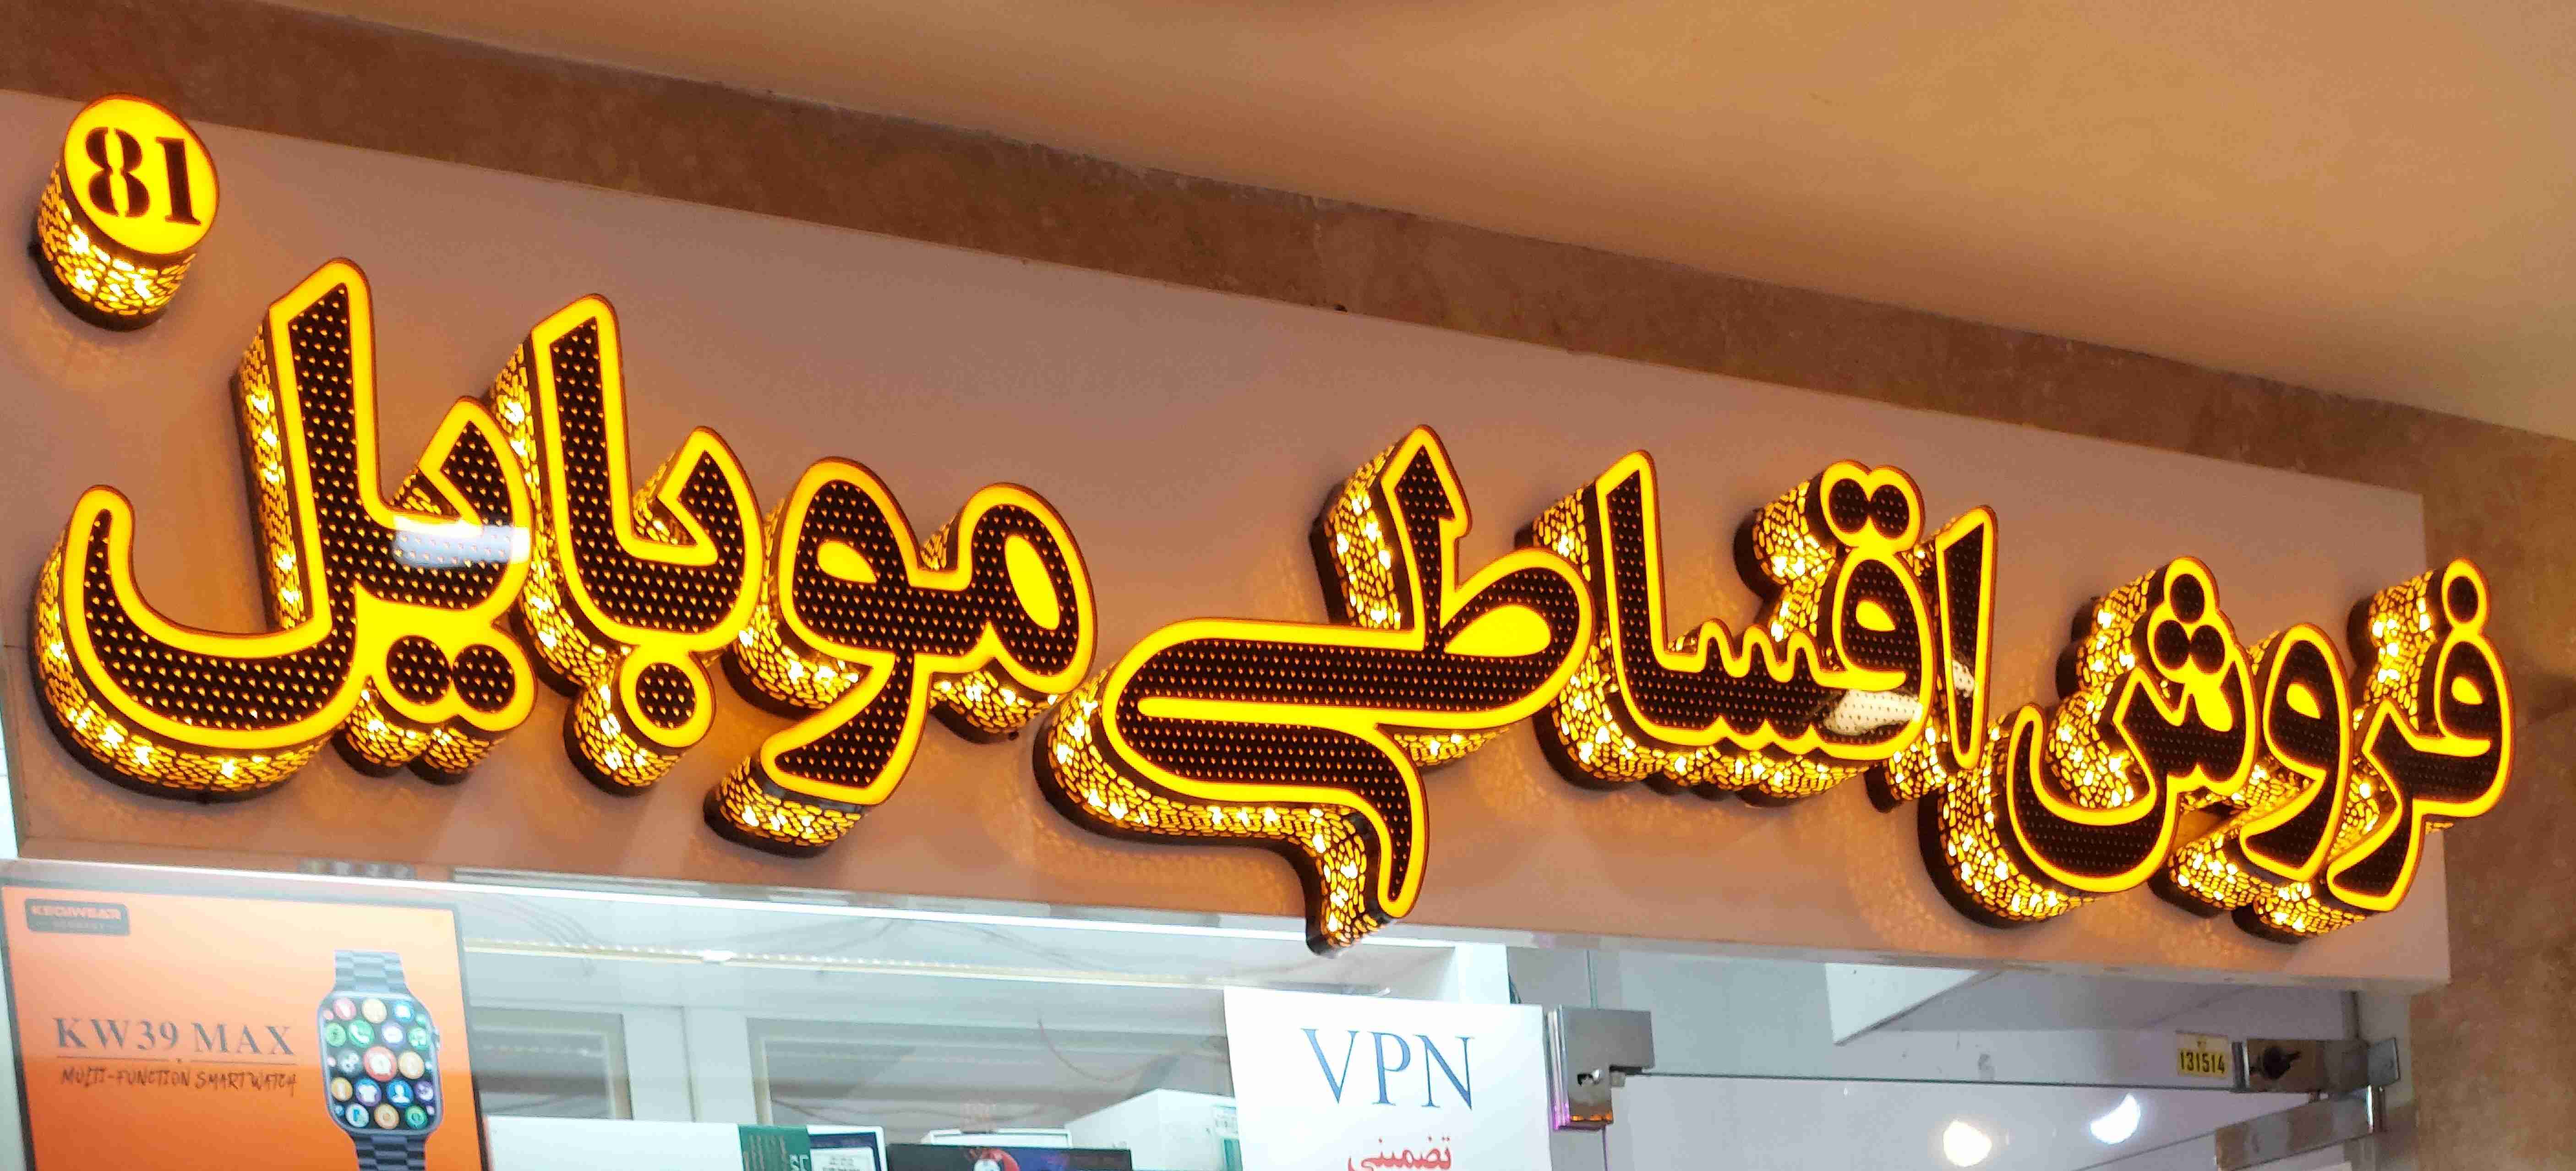 81
فروش اقساطی موبایل
KW39 MAX
MULTI-FUNCTION SMART WATCH
VPN
تضمینی
131514